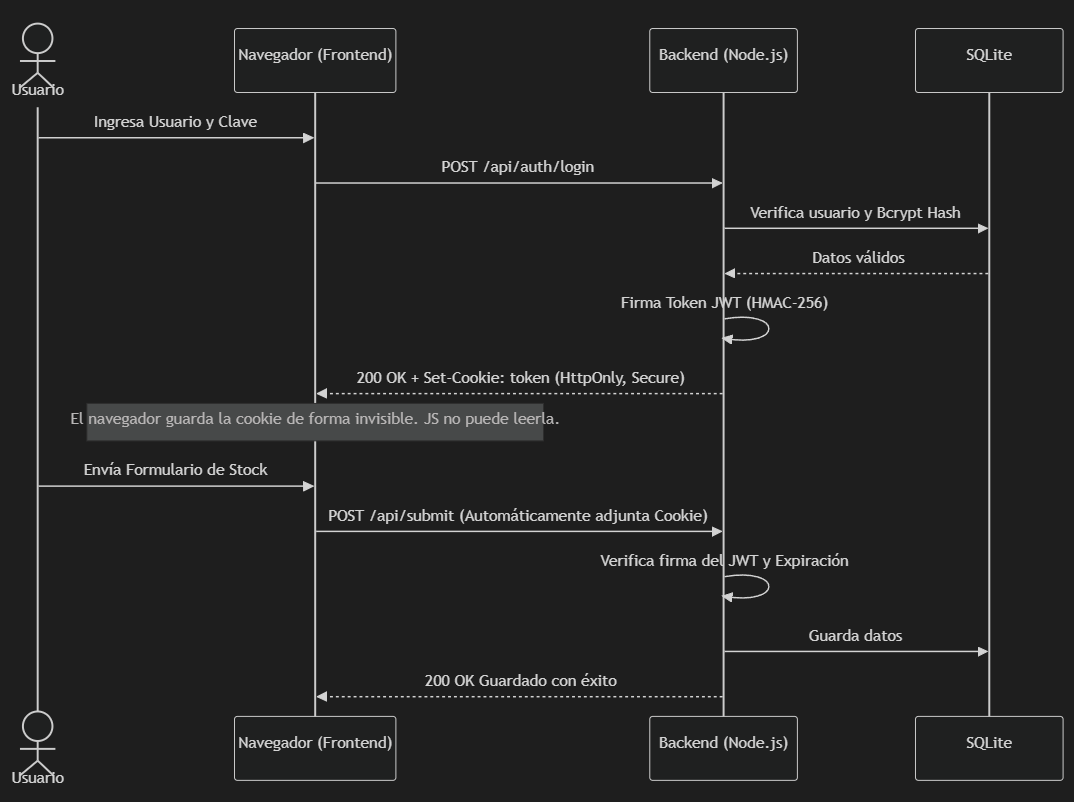 Usuario
Navegador (Frontend)
Backend (Node.js)
SQLite
Ingresa Usuario y Clave
POST /api/auth/login
Verifica usuario y Bcrypt Hash
Datos válidos
Firma Token JWT (HMAC-256)
200 OK + Set-Cookie: token (HttpOnly, Secure)
El navegador guarda la cookie de forma invisible. JS no puede leerla.
Envía Formulario de Stock
POST /api/submit (Automáticamente adjunta Cookie)
Verifica firma del JWT y Expiración
Guarda datos
200 OK Guardado con éxito
Navegador (Frontend)
Backend (Node.js)
SQLite
Usuario